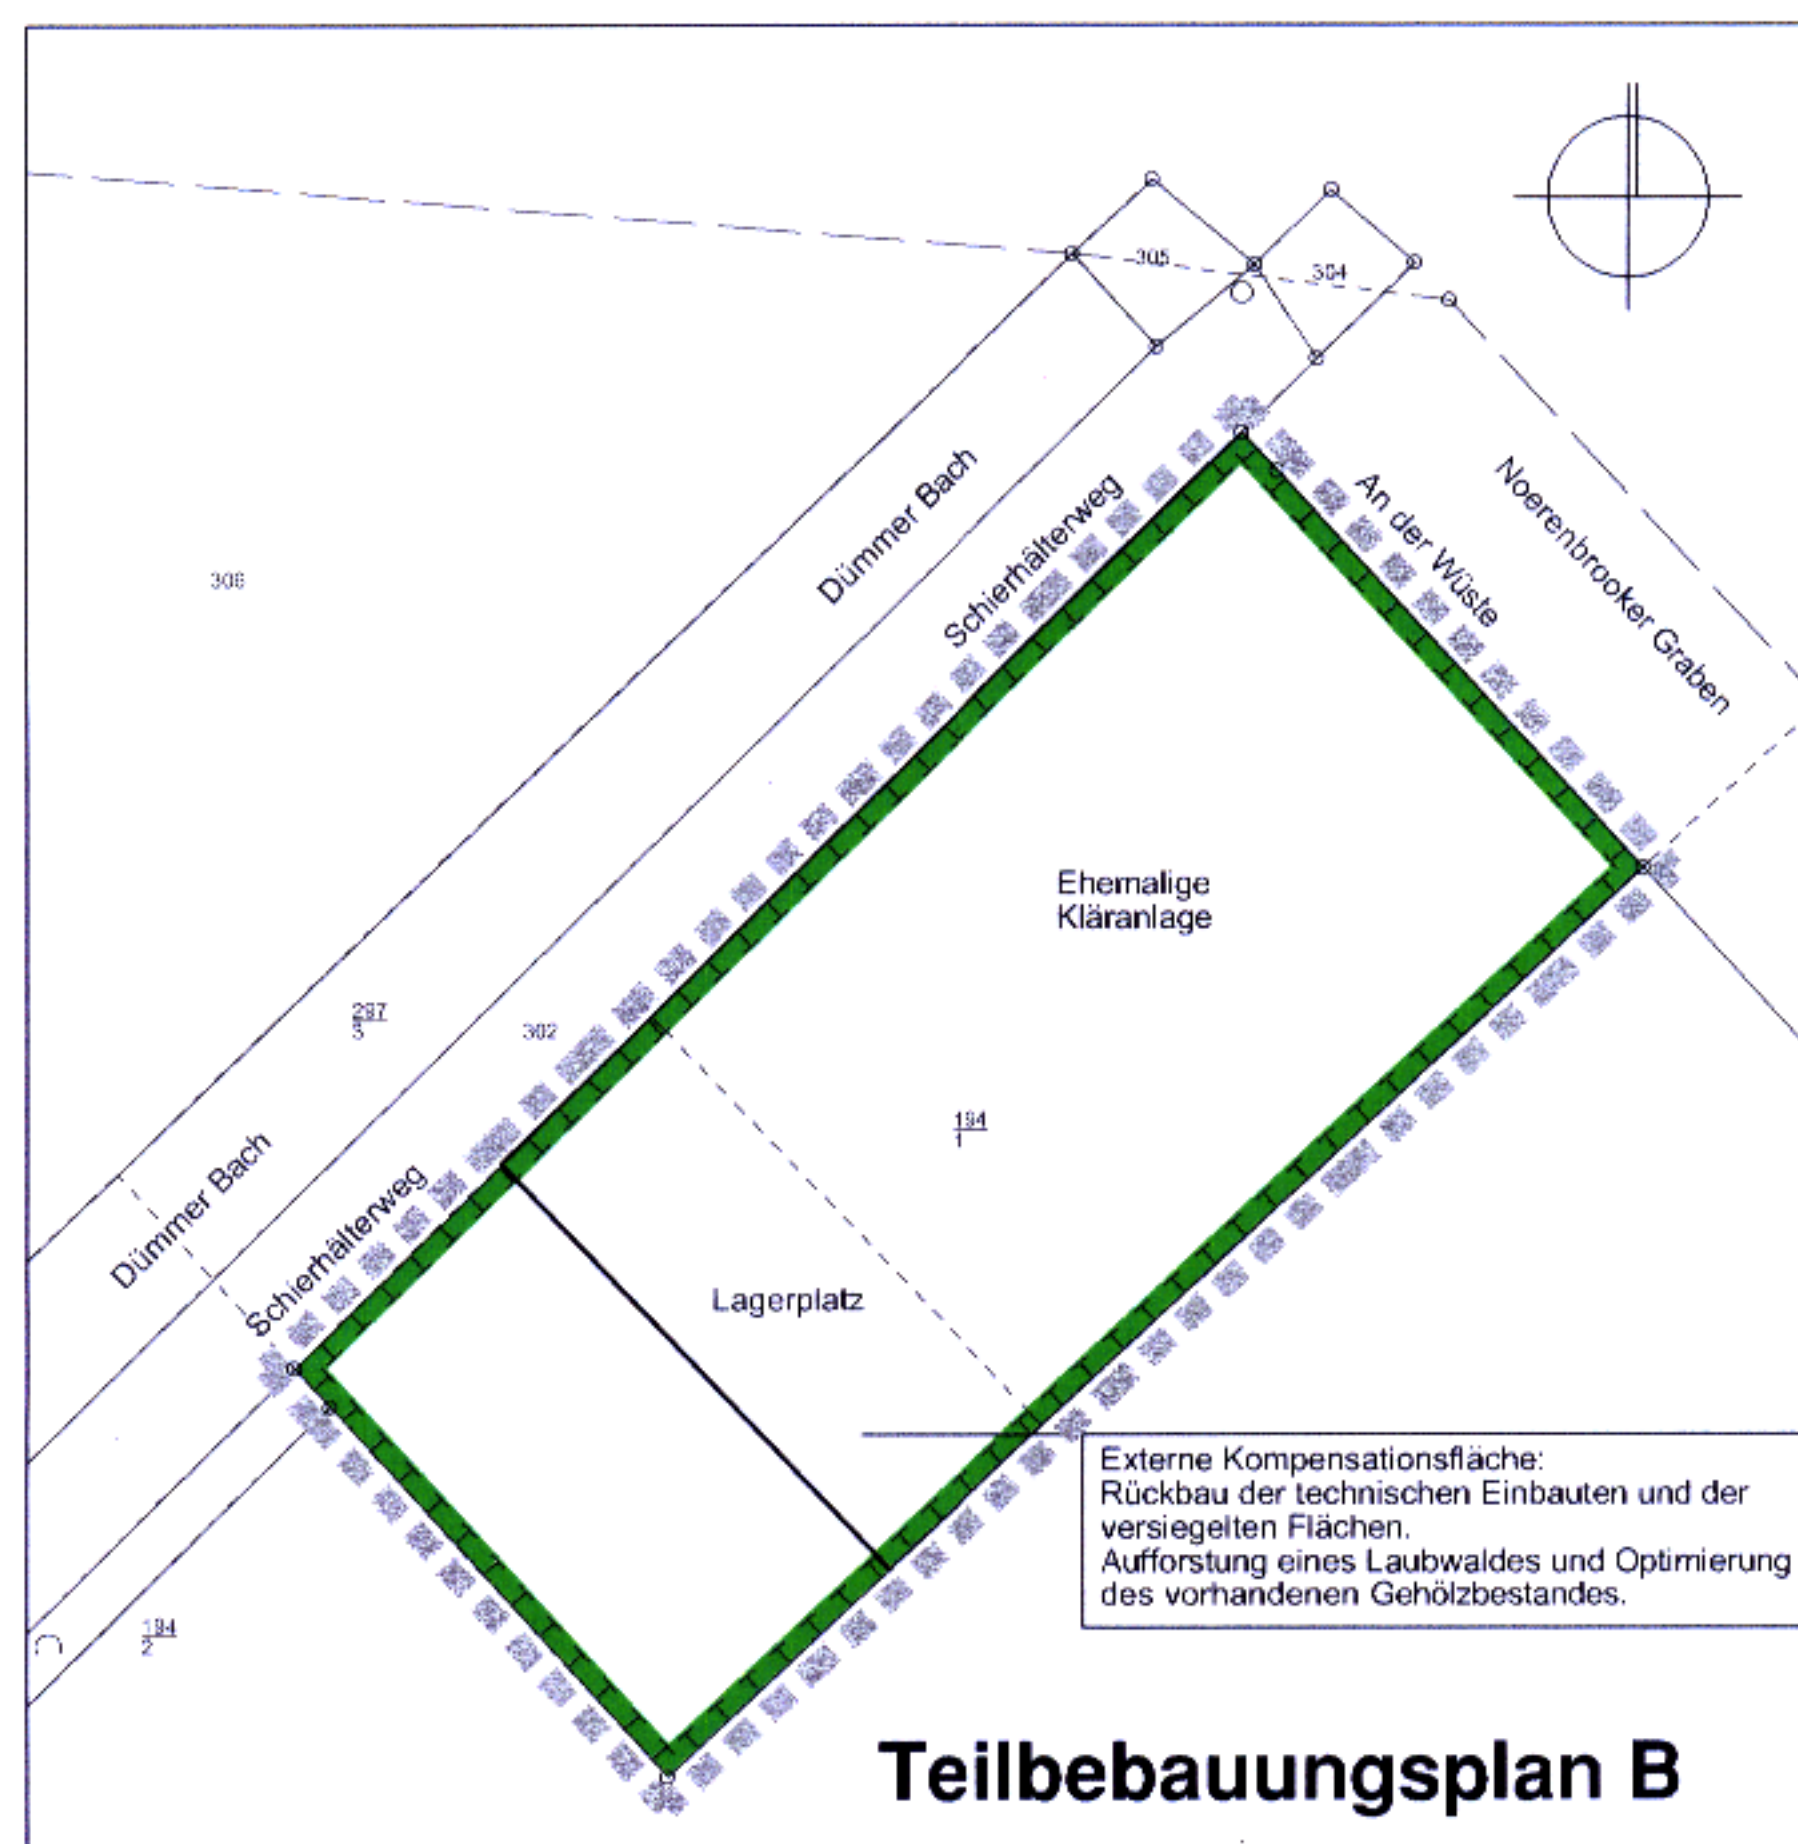 305
304
Dümmer Bach
Schierhälterweg
An der Wüste
Noerenbrooker Graben
306
Ehemalige
Kläranlage
297
3
302
194
1
Dümmer Bach
Schierhälterweg
Lagerplatz
Externe Kompensationsfläche:
Rückbau der technischen Einbauten und der
versiegelten Flächen.
Aufforstung eines Laubwaldes und Optimierung
des vorhandenen Gehölzbestandes.
194
2
Teilbebauungsplan B